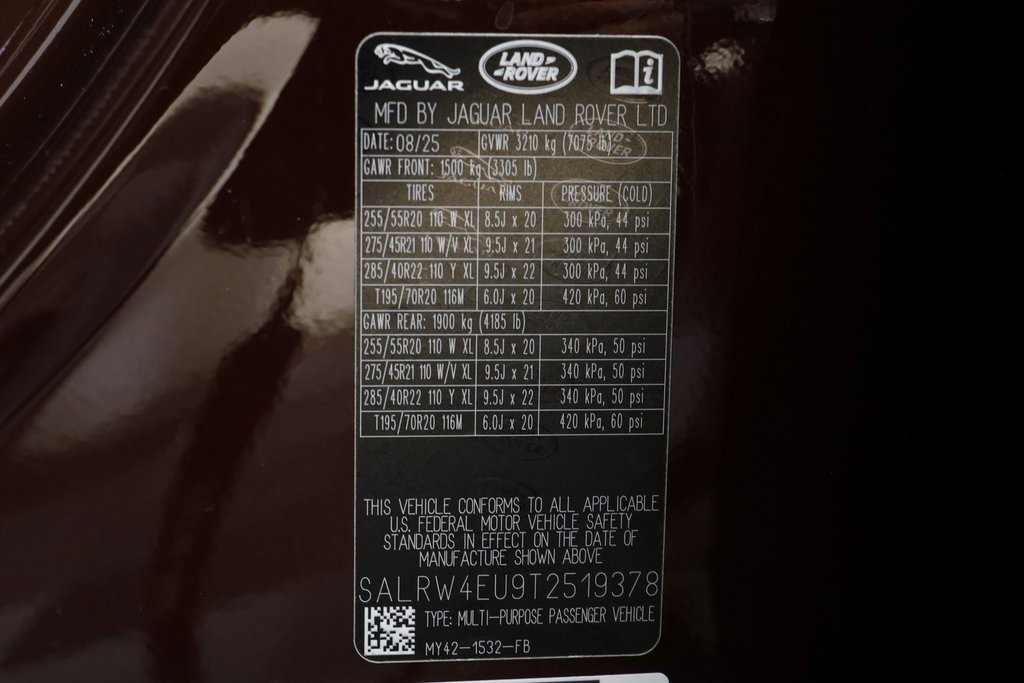 JAGUAR LAND-ROVER
MFD BY JAGUAR LAND ROVER LTD
DATE: 08/25 GVWR 3210 kg (7075 lb)
GAWR FRONT: 1500 kg (3305 lb)
TIRES RIMS PRESSURE (COLD)
255/55R20 110 W XL 8.5J x 20 300 kPa, 44 psi
275/45R21 110 W/V XL 9.5J x 21 300 kPa, 44 psi
285/40R22 110 Y XL 9.5J x 22 300 kPa, 44 psi
T195/70R20 116M 6.0J x 20 420 kPa, 60 psi
GAWR REAR: 1900 kg (4185 lb)
255/55R20 110 W XL 8.5J x 20 340 kPa, 50 psi
275/45R21 110 W/V XL 9.5J x 21 340 kPa, 50 psi
285/40R22 110 Y XL 9.5J x 22 340 kPa, 50 psi
T195/70R20 116M 6.0J x 20 420 kPa, 60 psi
THIS VEHICLE CONFORMS TO ALL APPLICABLE
U.S. FEDERAL MOTOR VEHICLE SAFETY
STANDARDS IN EFFECT ON THE DATE OF
MANUFACTURE SHOWN ABOVE
SALRW4EU9T2519378
TYPE: MULTI-PURPOSE PASSENGER VEHICLE
MY42-1532-FB